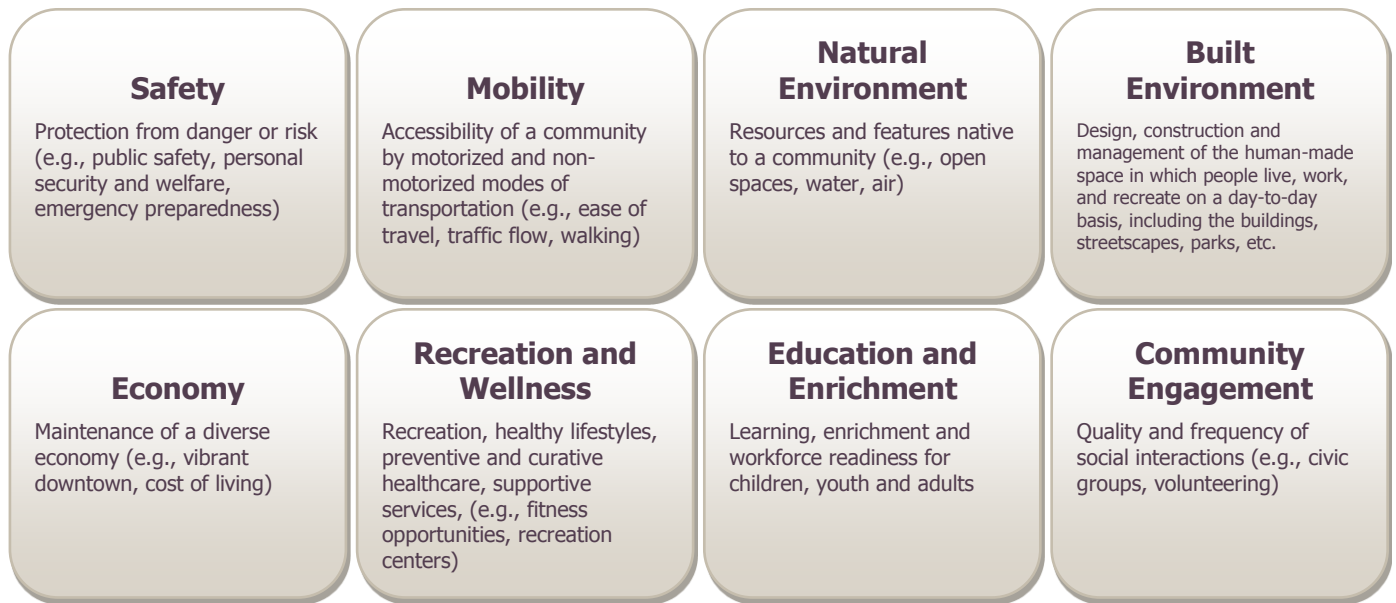 Safety
Protection from danger or risk
(e.g., public safety, personal
security and welfare,
emergency preparedness)
Mobility
Accessibility of a community
by motorized and non-
motorized modes of
transportation (e.g., ease of
travel, traffic flow, walking)
Natural
Environment
Resources and features native
to a community (e.g., open
spaces, water, air)
Built
Environment
Design, construction and
management of the human-made
space in which people live, work,
and recreate on a day-to-day
basis, including the buildings,
streetscapes, parks, etc.
Economy
Maintenance of a diverse
economy (e.g., vibrant
downtown, cost of living)
Recreation and
Wellness
Recreation, healthy lifestyles,
preventive and curative
healthcare, supportive
services, (e.g., fitness
opportunities, recreation
centers)
Education and
Enrichment
Learning, enrichment and
workforce readiness for
children, youth and adults
Community
Engagement
Quality and frequency of
social interactions (e.g., civic
groups, volunteering)